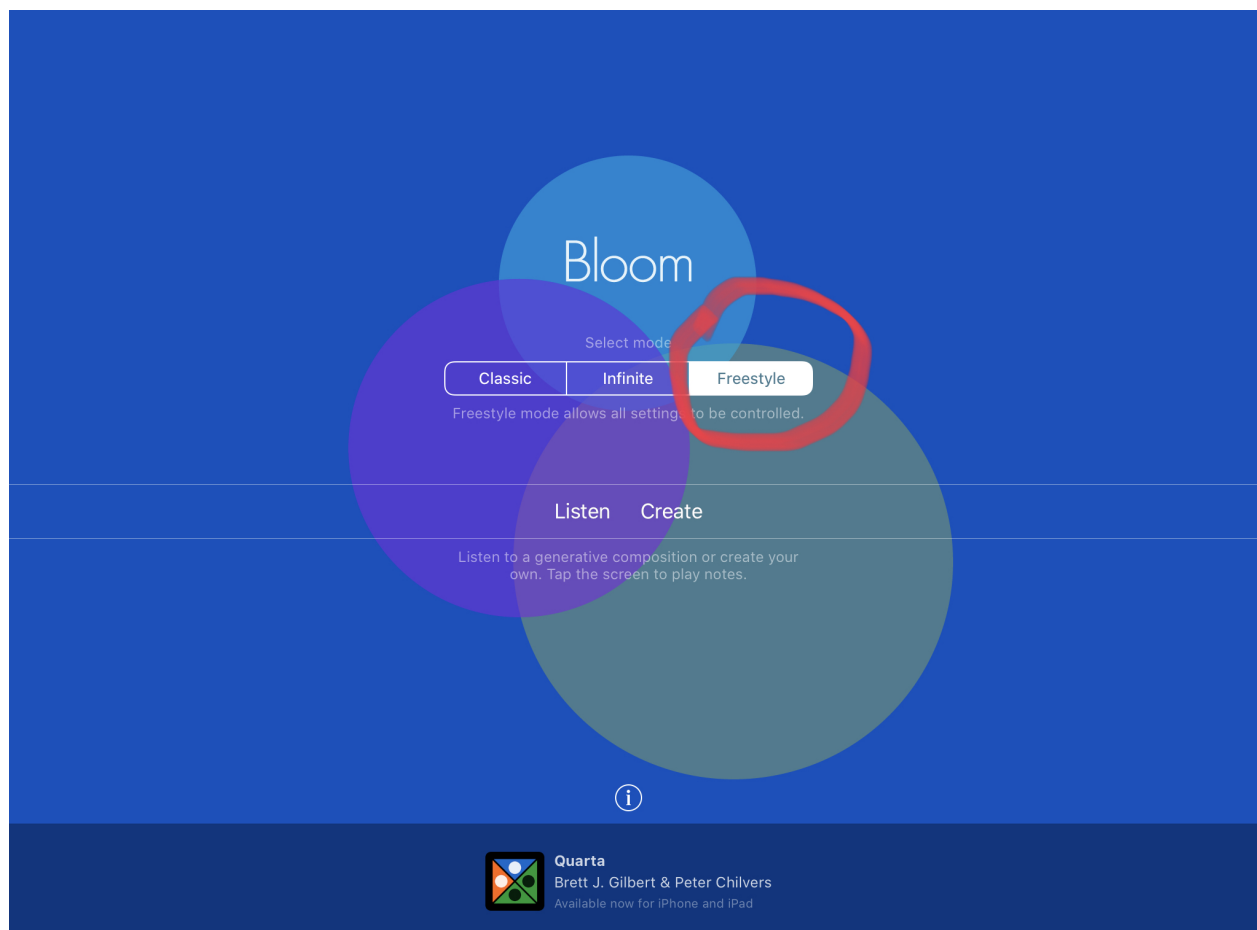 Bloom
Select mode
Classic Infinite Freestyle
Freestyle mode allows all settings to be controlled.
Listen Create
Listen to a generative composition or create your
own. Tap the screen to play notes.
i
Quarta
Brett J. Gilbert & Peter Chilvers
Available now for iPhone and iPad